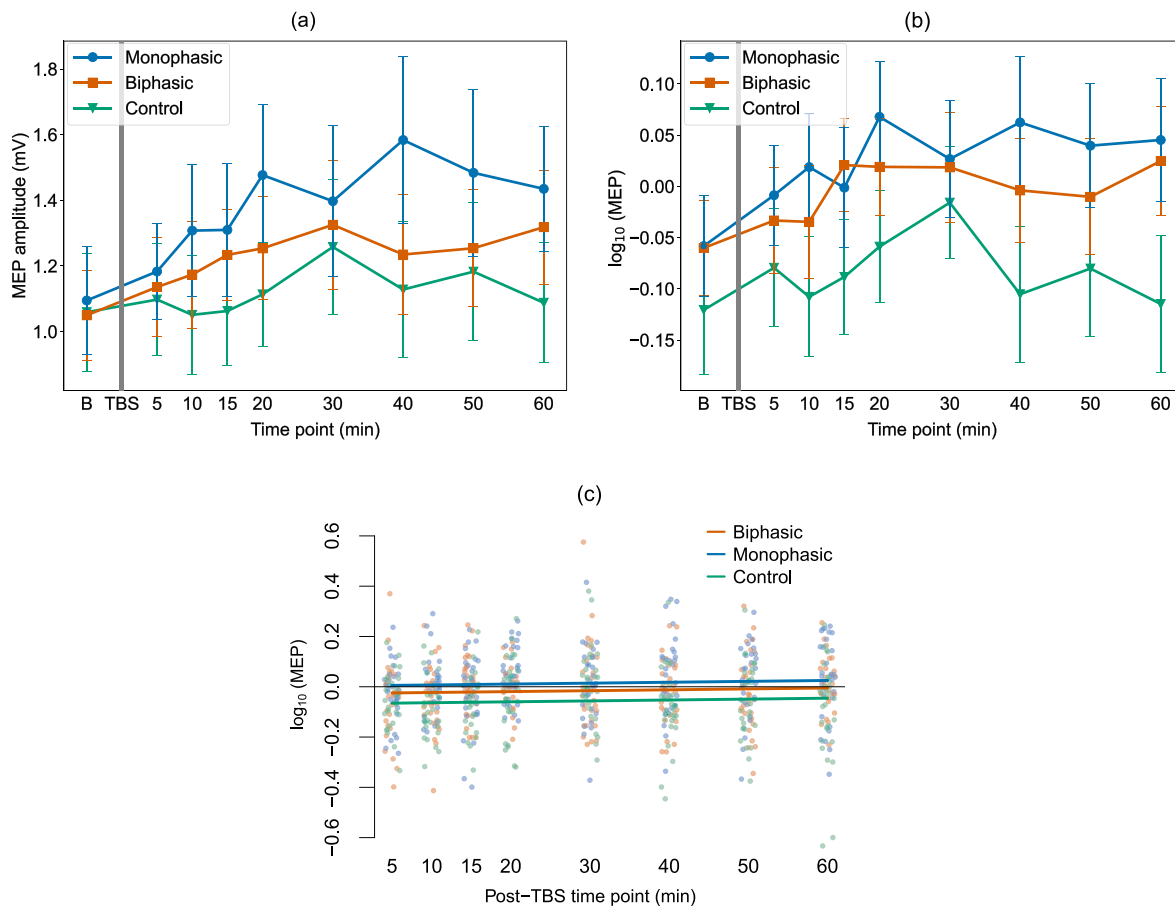 (a)
Monophasic
Biphasic
Control
MEP amplitude (mV)
1.8
1.6
1.4
1.2
1.0
B TBS 5 10 15 20 30 40 50 60
Time point (min)
(b)
Monophasic
Biphasic
Control
log10 (MEP)
0.10
0.05
0.00
−0.05
−0.10
−0.15
B TBS 5 10 15 20 30 40 50 60
Time point (min)
(c)
Biphasic
Monophasic
Control
log10 (MEP)
0.6
0.4
0.2
0.0
−0.2
−0.4
−0.6
5 10 15 20 30 40 50 60
Post−TBS time point (min)